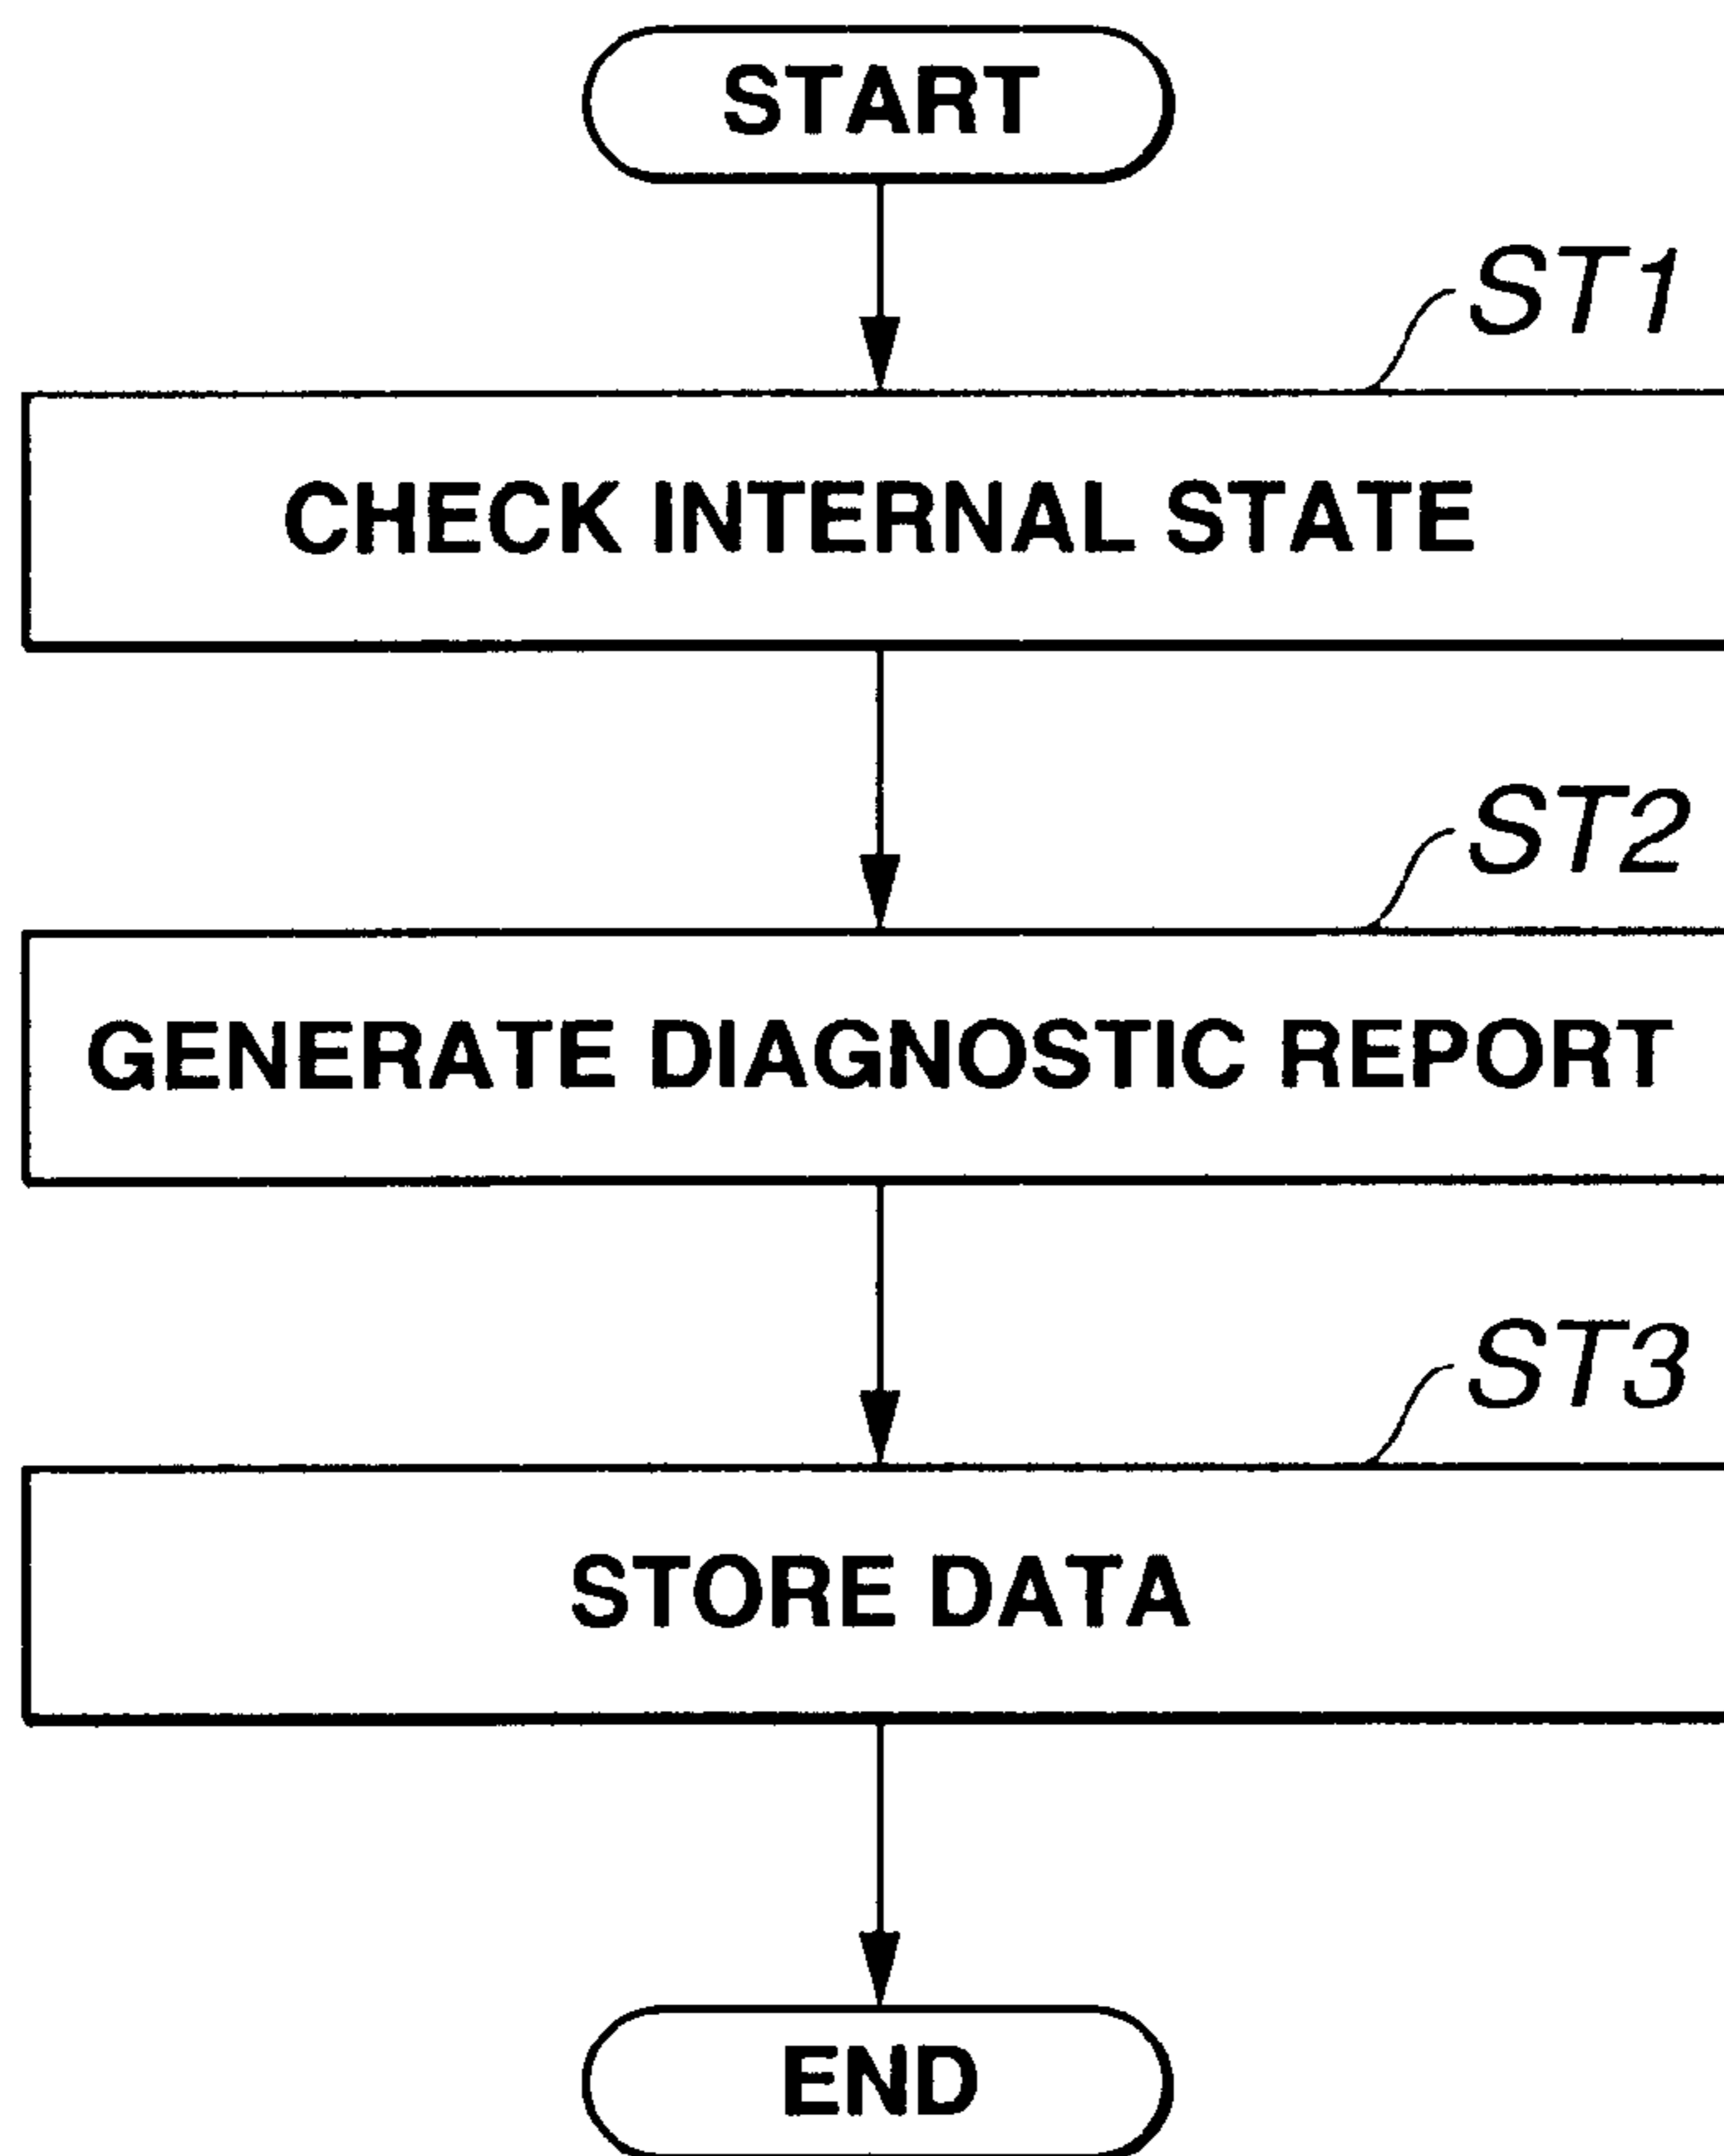 START
ST1
CHECK INTERNAL STATE
ST2
GENERATE DIAGNOSTIC REPORT
ST3
STORE DATA
END